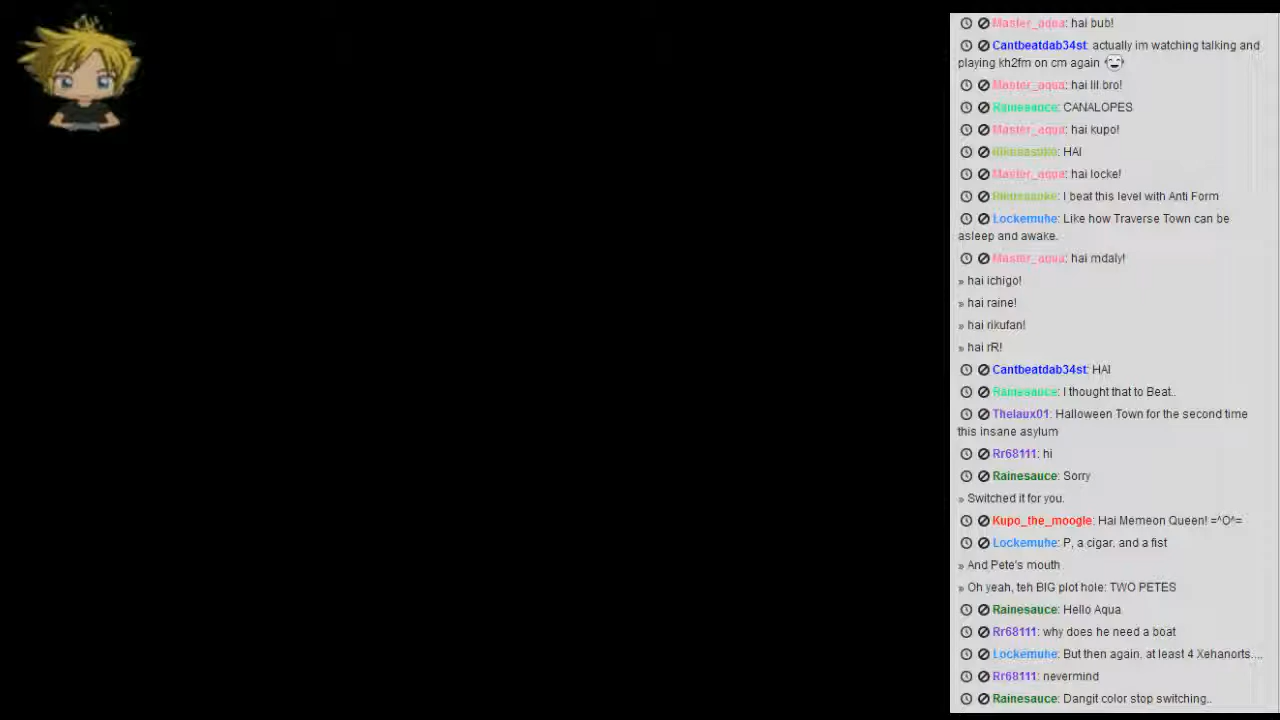 Master_aqua: hai bub!
Cantbeatdab34st: actually im watching talking and
playing kh2fm on cm again
Master_aqua: hai lil bro!
Rainesauce: CANALOPES
Master_aqua: hai kupo!
: HAI
Master_aqua: hai locke!
: I beat this level with Anti Form
Lockemuhe: Like how Traverse Town can be
asleep and awake.
Master_aqua: hai mdaly!
» hai ichigo!
» hai raine!
» hai rikufan!
» hai rR!
Cantbeatdab34st: HAI
Rainesauce: I thought that to Beat..
Thelaux01: Halloween Town for the second time
this insane asylum
Rr68111: hi
Rainesauce: Sorry
» Switched it for you.
Kupo_the_moogle: Hai Memeon Queen! =^O^=
Lockemuhe: P, a cigar, and a fist
» And Pete's mouth
» Oh yeah, teh BIG plot hole: TWO PETES
Rainesauce: Hello Aqua.
Rr68111: why does he need a boat
Lockemuhe: But then again, at least 4 Xehanorts....
Rr68111: nevermind
Rainesauce: Dangit color stop switching..